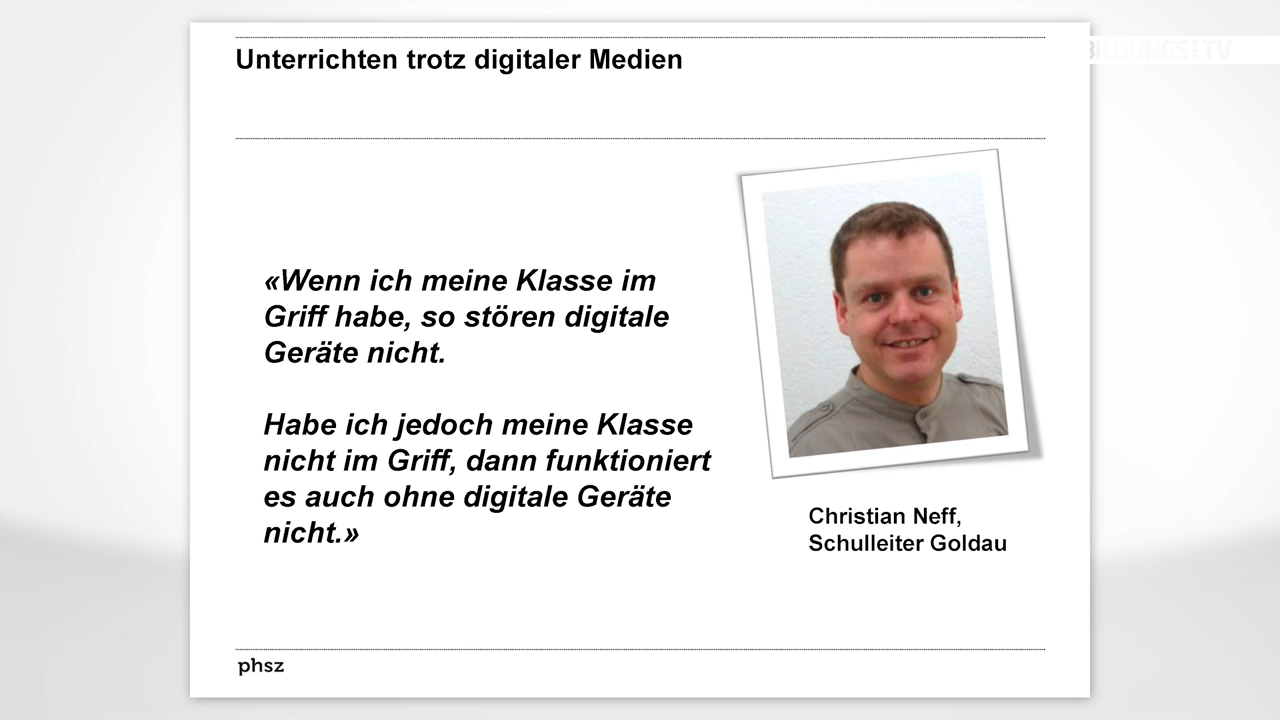 Unterrichten trotz digitaler Medien
BILDUNGS TV
«Wenn ich meine Klasse im
Griff habe, so stören digitale
Geräte nicht.
Habe ich jedoch meine Klasse
nicht im Griff, dann funktioniert
es auch ohne digitale Geräte
nicht.»
Christian Neff,
Schulleiter Goldau
phsz